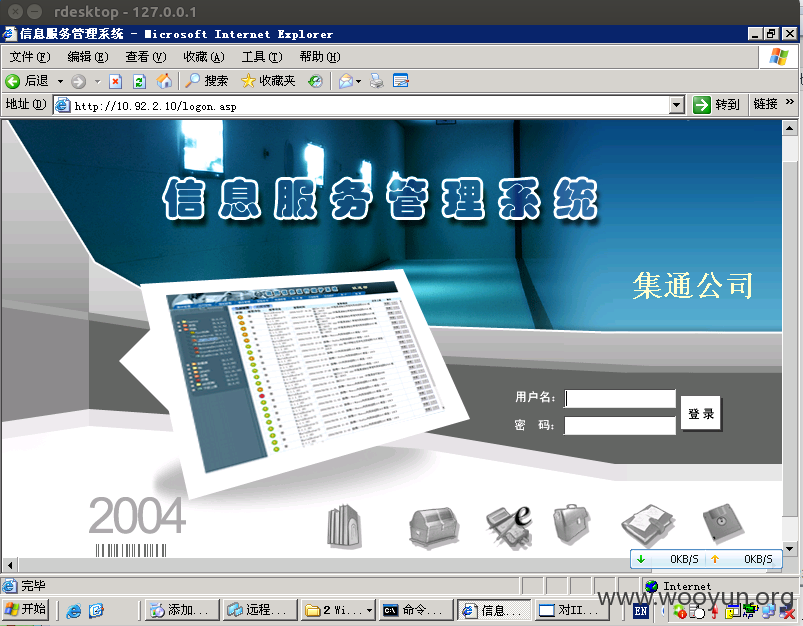 rdesktop - 127.0.0.1
信息服务管理系统 - Microsoft Internet Explorer
文件(F) 编辑(E) 查看(V) 收藏(A) 工具(T) 帮助(H)
后退 搜索 收藏夹
地址(D) http://10.92.2.10/logon.asp 转到 链接 »
信息服务管理系统
集通公司
用户名:
密 码:
登录
2004
0KB/S 0KB/S
完毕 Internet
www.wooyun.org
开始 添加... 远程... 2 Wi... 命令... 信息... 对II... EN